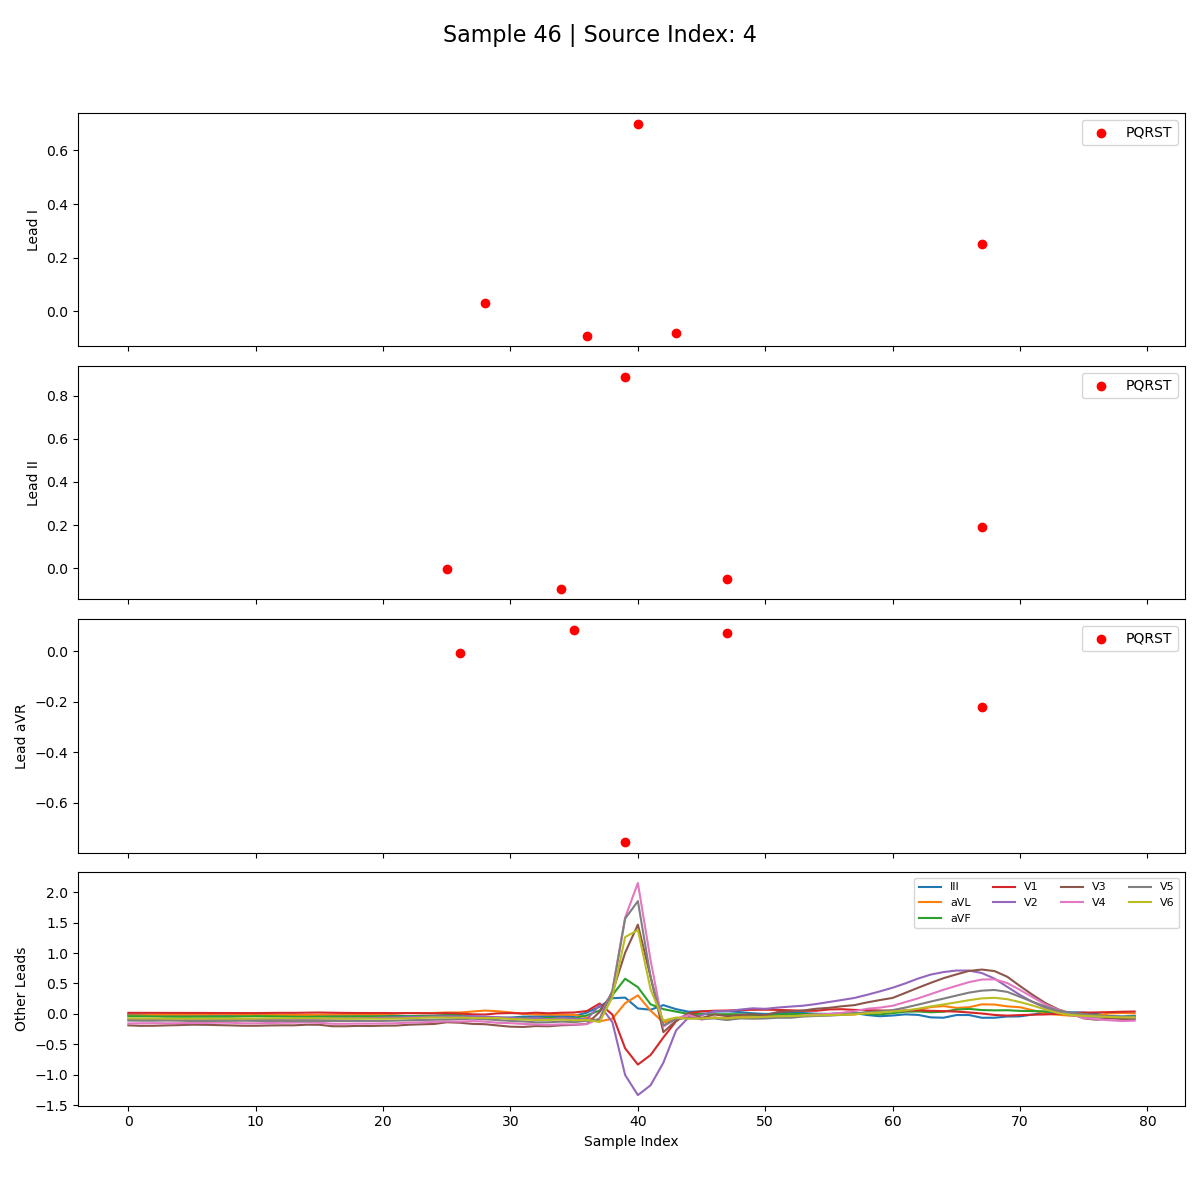 Sample 46 | Source Index: 4
PQRST
0.6
0.4
0.2
0.0
Lead I
PQRST
0.8
0.6
0.4
0.2
0.0
Lead II
PQRST
0.0
−0.2
−0.4
−0.6
Lead aVR
III V1 V3 V5
aVL V2 V4 V6
aVF
2.0
1.5
1.0
0.5
0.0
−0.5
−1.0
−1.5
Other Leads
0 10 20 30 40 50 60 70 80
Sample Index